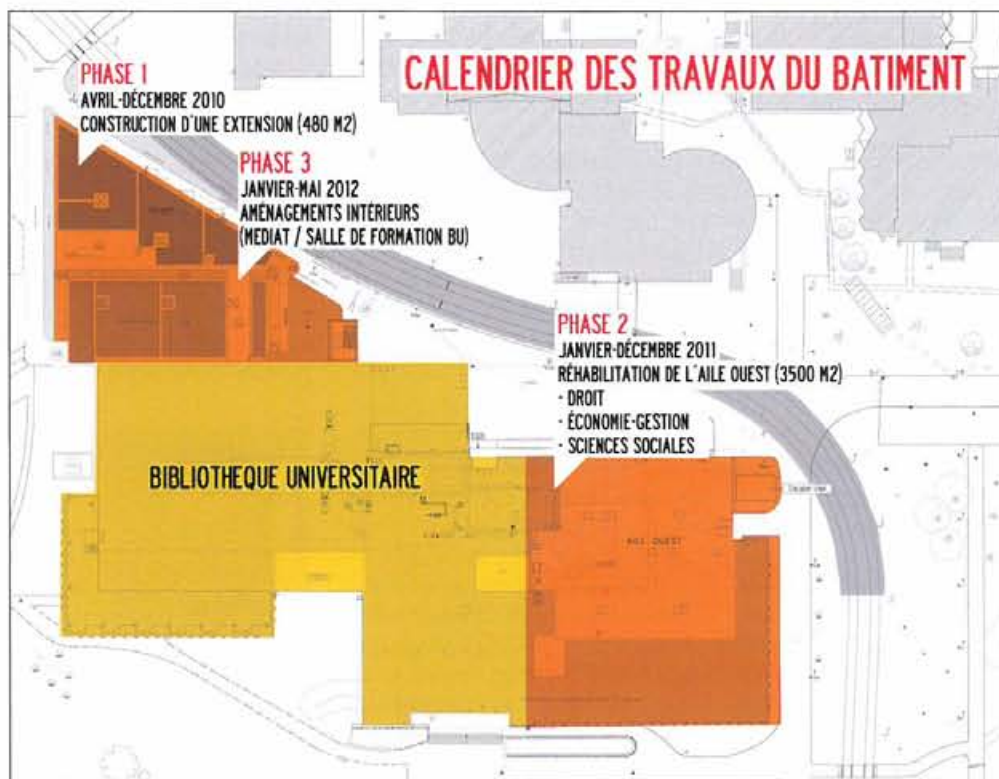 CALENDRIER DES TRAVAUX DU BATIMENT
PHASE 1
AVRIL-DÉCEMBRE 2010
CONSTRUCTION D'UNE EXTENSION (480 M2)
PHASE 3
JANVIER-MAI 2012
AMÉNAGEMENTS INTÉRIEURS
(MEDIAT / SALLE DE FORMATION BU)
PHASE 2
JANVIER-DÉCEMBRE 2011
RÉHABILITATION DE L'AILE OUEST (3500 M2)
- DROIT
- ÉCONOMIE-GESTION
- SCIENCES SOCIALES
BIBLIOTHEQUE UNIVERSITAIRE
AILE OUEST